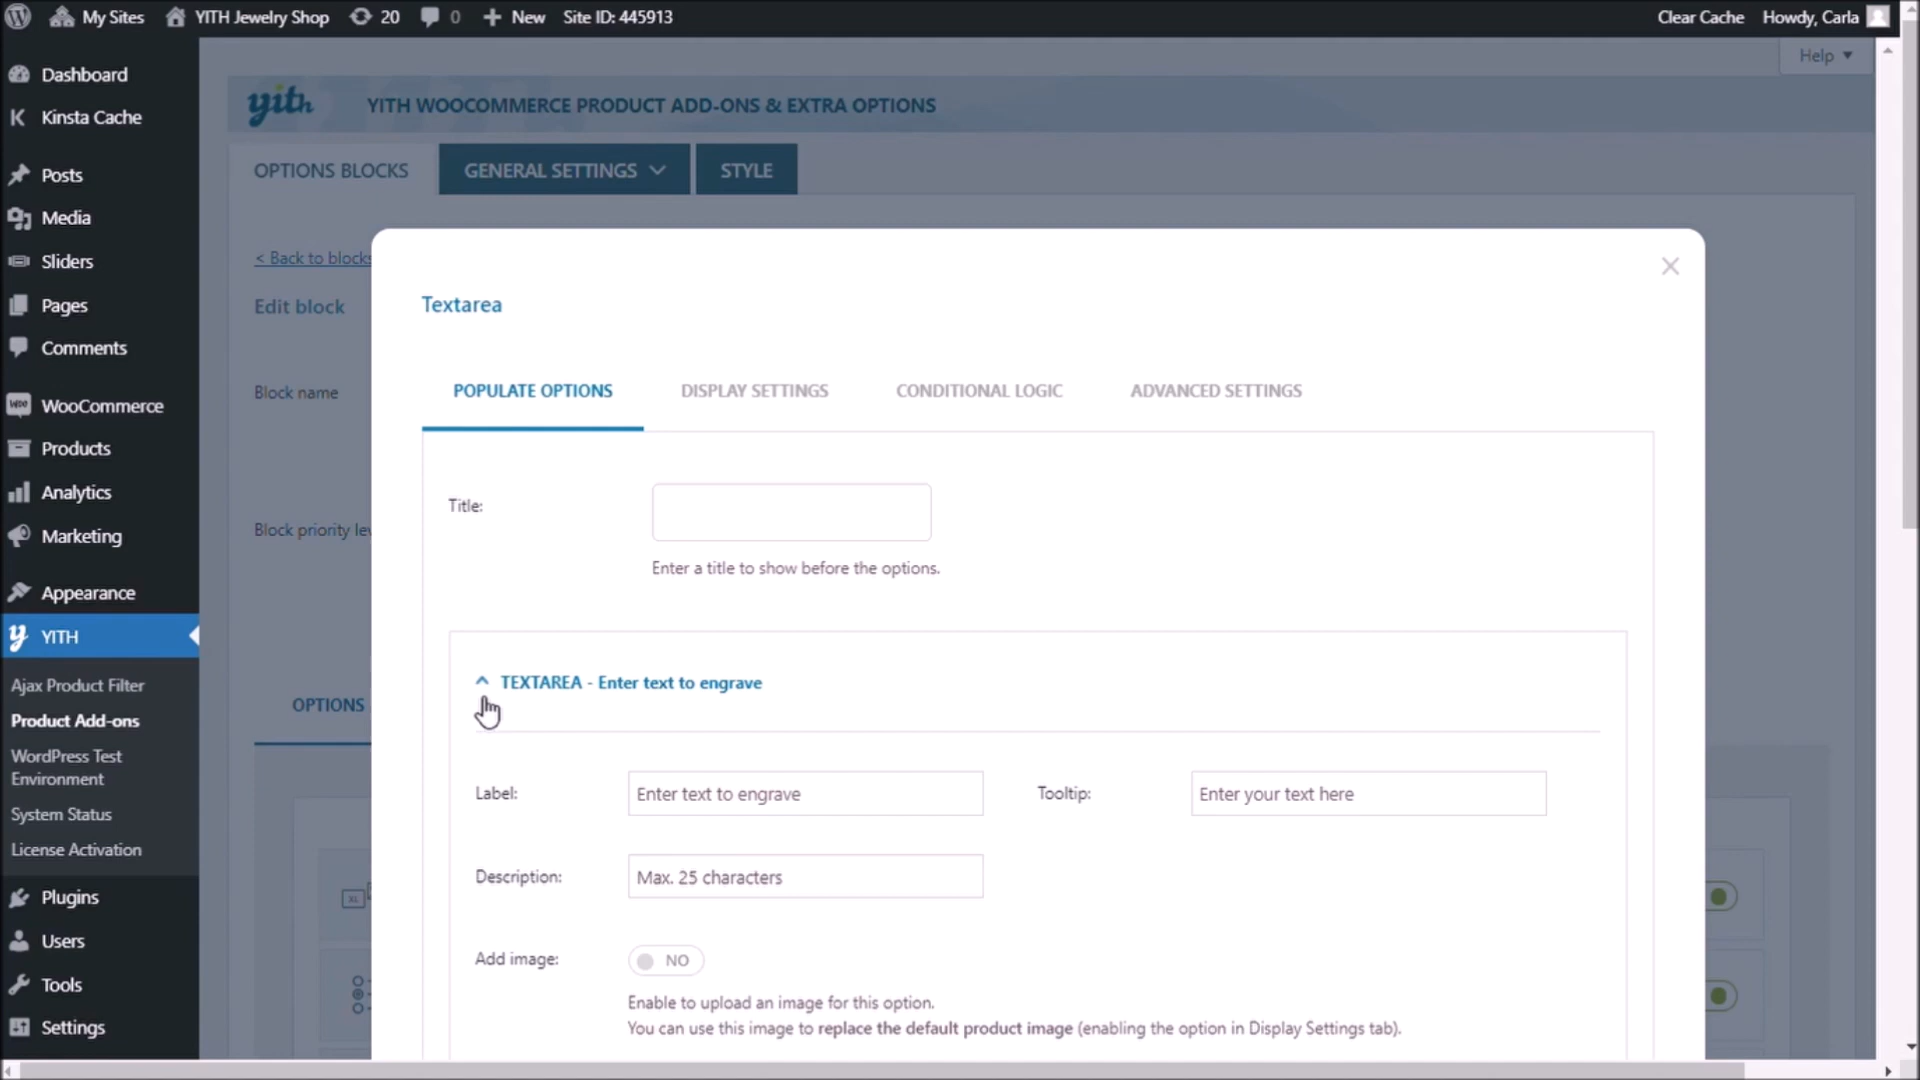 My Sites
YITH Jewelry Shop
20
0
New
Site ID: 445913
Clear Cache
Howdy, Carla
Dashboard
Kinsta Cache
Posts
Media
Sliders
Pages
Comments
WooCommerce
Products
Analytics
Marketing
Appearance
YITH
Ajax Product Filter
Product Add-ons
WordPress Test
Environment
System Status
License Activation
Plugins
Users
Tools
Settings
Help
yith
YITH WOOCOMMERCE PRODUCT ADD-ONS & EXTRA OPTIONS
OPTIONS BLOCKS
GENERAL SETTINGS
STYLE
< Back to blocks
Edit block
Block name
Block priority lev
OPTIONS
XL
Textarea
POPULATE OPTIONS
DISPLAY SETTINGS
CONDITIONAL LOGIC
ADVANCED SETTINGS
Title:
Enter a title to show before the options.
TEXTAREA - Enter text to engrave
Label:
Enter text to engrave
Tooltip:
Enter your text here
Description:
Max. 25 characters
Add image:
NO
Enable to upload an image for this option.
You can use this image to replace the default product image (enabling the option in Display Settings tab).